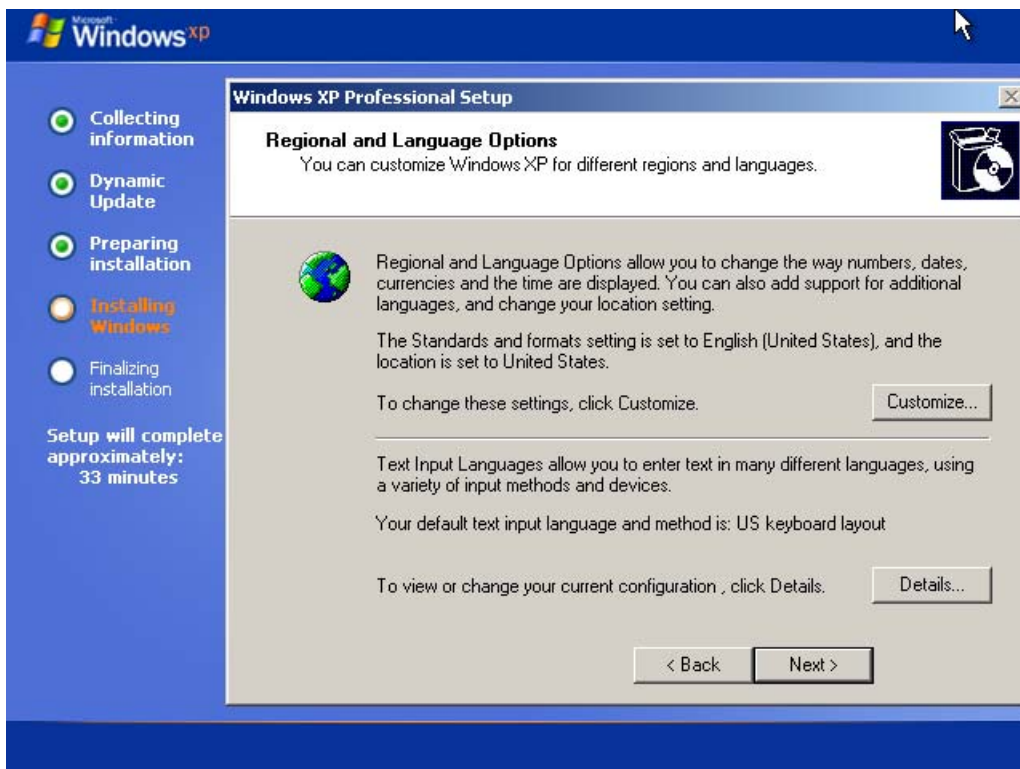 Microsoft
Windows xp
Collecting
information
Dynamic
Update
Preparing
installation
Installing
Windows
Finalizing
installation
Setup will complete
approximately:
33 minutes
Windows XP Professional Setup
Regional and Language Options
You can customize Windows XP for different regions and languages.
Regional and Language Options allow you to change the way numbers, dates,
currencies and the time are displayed. You can also add support for additional
languages, and change your location setting.
The Standards and formats setting is set to English (United States), and the
location is set to United States.
To change these settings, click Customize.
Customize...
Text Input Languages allow you to enter text in many different languages, using
a variety of input methods and devices.
Your default text input language and method is: US keyboard layout
To view or change your current configuration , click Details.
Details...
< Back
Next >